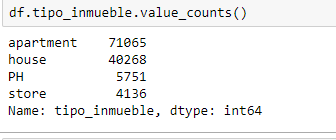 df.tipo_inmueble.value_counts()
apartment 71065
house 40268
PH 5751
store 4136
Name: tipo_inmueble, dtype: int64